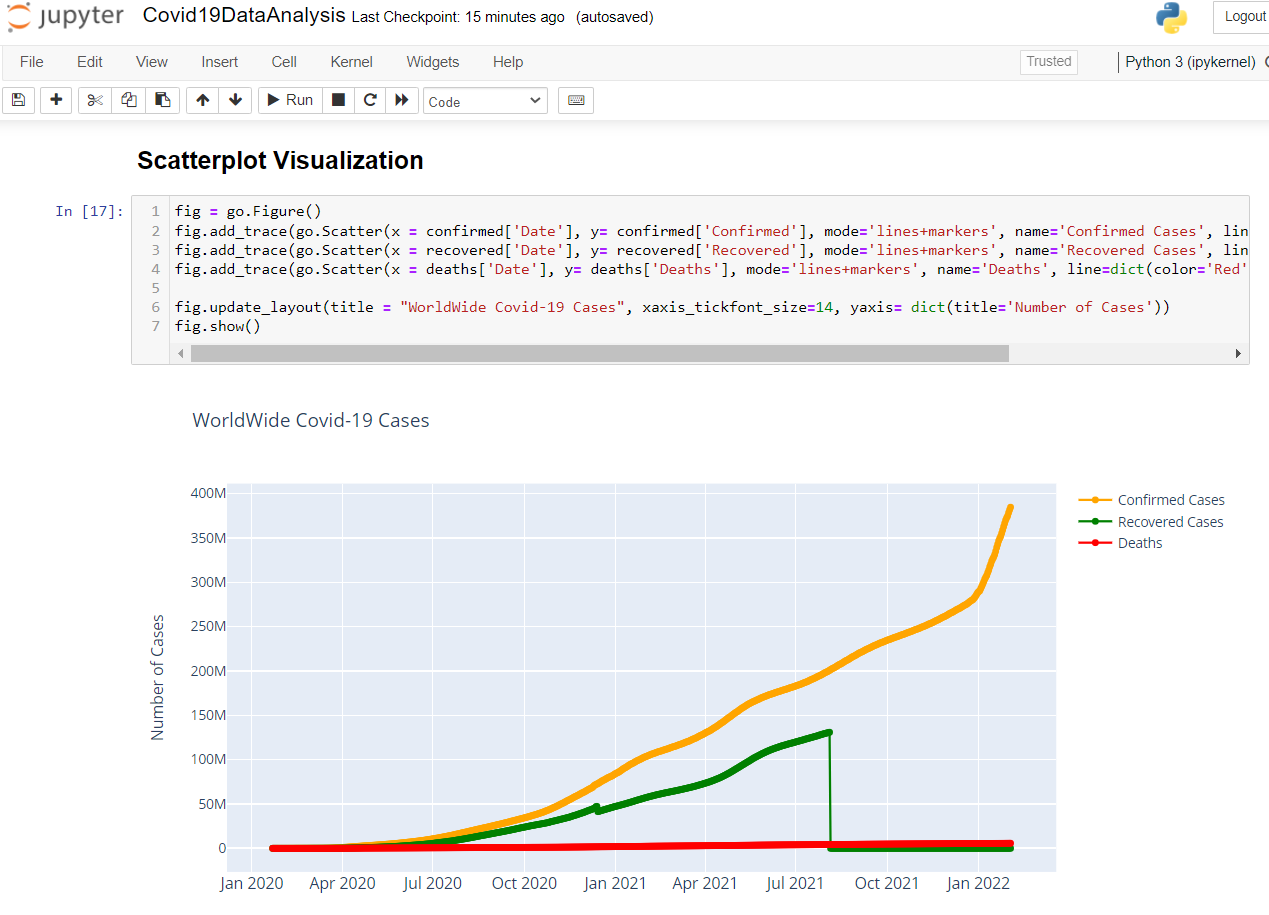 jupyter Covid19DataAnalysis Last Checkpoint: 15 minutes ago (autosaved) Logout
File Edit View Insert Cell Kernel Widgets Help Trusted Python 3 (ipykernel)
Run Code
Scatterplot Visualization
In [17]:
1 fig = go.Figure()
2 fig.add_trace(go.Scatter(x = confirmed['Date'], y= confirmed['Confirmed'], mode='lines+markers', name='Confirmed Cases', lin
3 fig.add_trace(go.Scatter(x = recovered['Date'], y= recovered['Recovered'], mode='lines+markers', name='Recovered Cases', lin
4 fig.add_trace(go.Scatter(x = deaths['Date'], y= deaths['Deaths'], mode='lines+markers', name='Deaths', line=dict(color='Red'
5
6 fig.update_layout(title = "WorldWide Covid-19 Cases", xaxis_tickfont_size=14, yaxis= dict(title='Number of Cases'))
7 fig.show()
WorldWide Covid-19 Cases
Number of Cases
400M
350M
300M
250M
200M
150M
100M
50M
0
Jan 2020 Apr 2020 Jul 2020 Oct 2020 Jan 2021 Apr 2021 Jul 2021 Oct 2021 Jan 2022
Confirmed Cases
Recovered Cases
Deaths